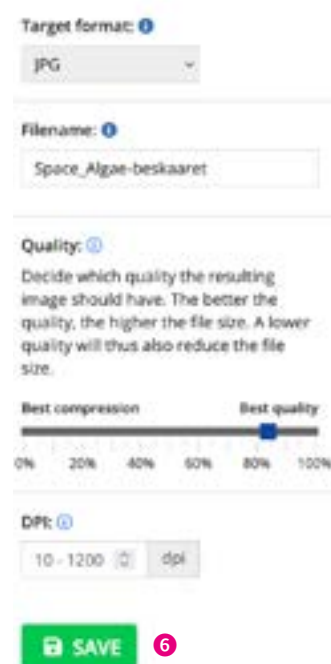 Target format:
JPG
Filename:
Space_Algae-beskaaret
Quality:
Decide which quality the resulting
image should have. The better the
quality, the higher the file size. A lower
quality will thus also reduce the file
size.
Best compression Best quality
0% 20% 40% 60% 80% 100%
DPI:
10 - 1200 dpi
SAVE 6